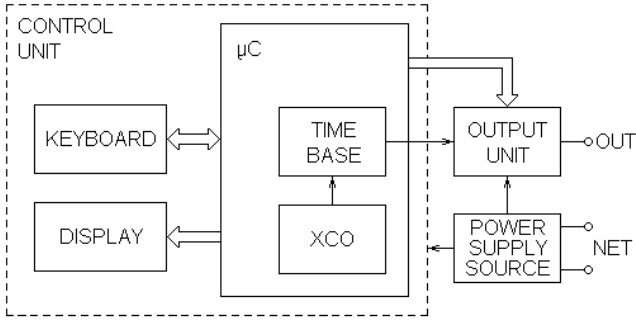 CONTROL
UNIT
µC
KEYBOARD
TIME
BASE
OUTPUT
UNIT
OUT
DISPLAY
XCO
POWER
SUPPLY
SOURCE
NET